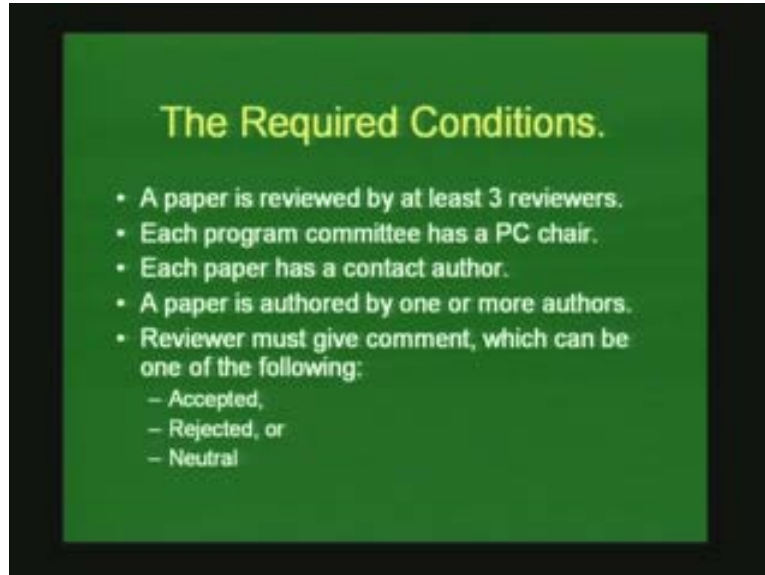 The Required Conditions.
• A paper is reviewed by at least 3 reviewers.
• Each program committee has a PC chair.
• Each paper has a contact author.
• A paper is authored by one or more authors.
• Reviewer must give comment, which can be
one of the following:
– Accepted,
– Rejected, or
– Neutral